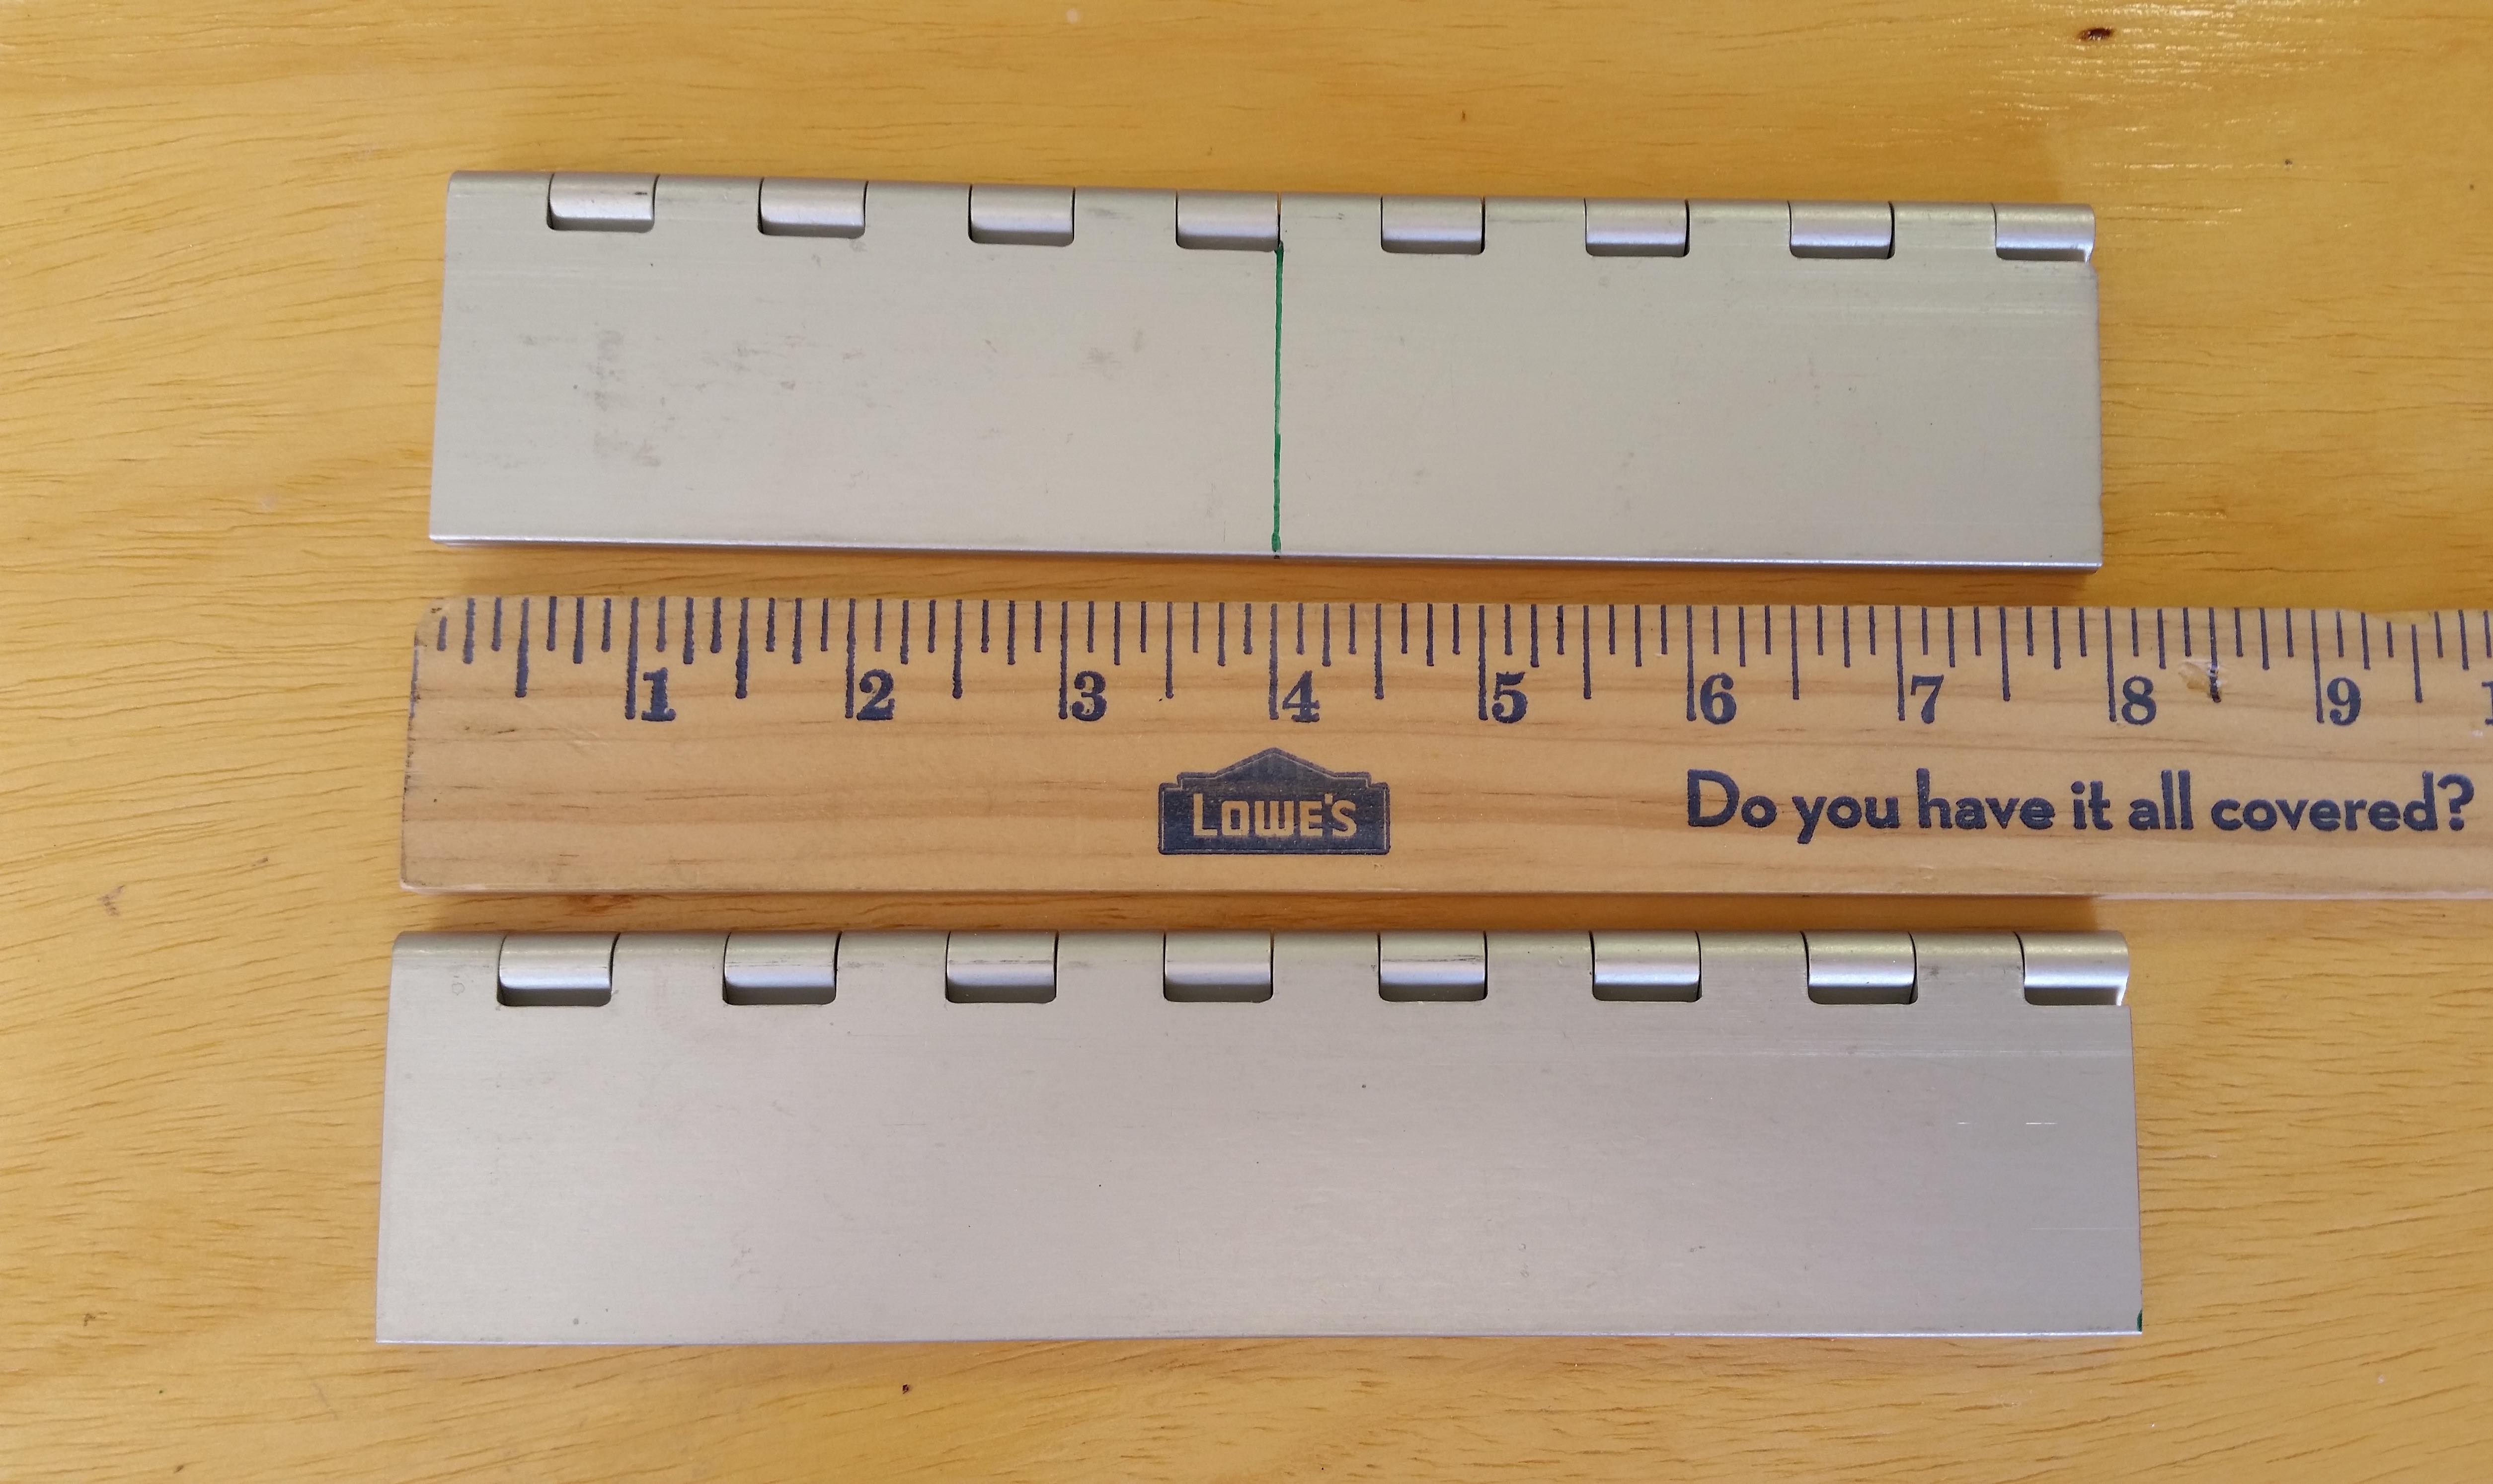 1 2 3 4 5 6 7 8 9
LOWE'S
Do you have it all covered?